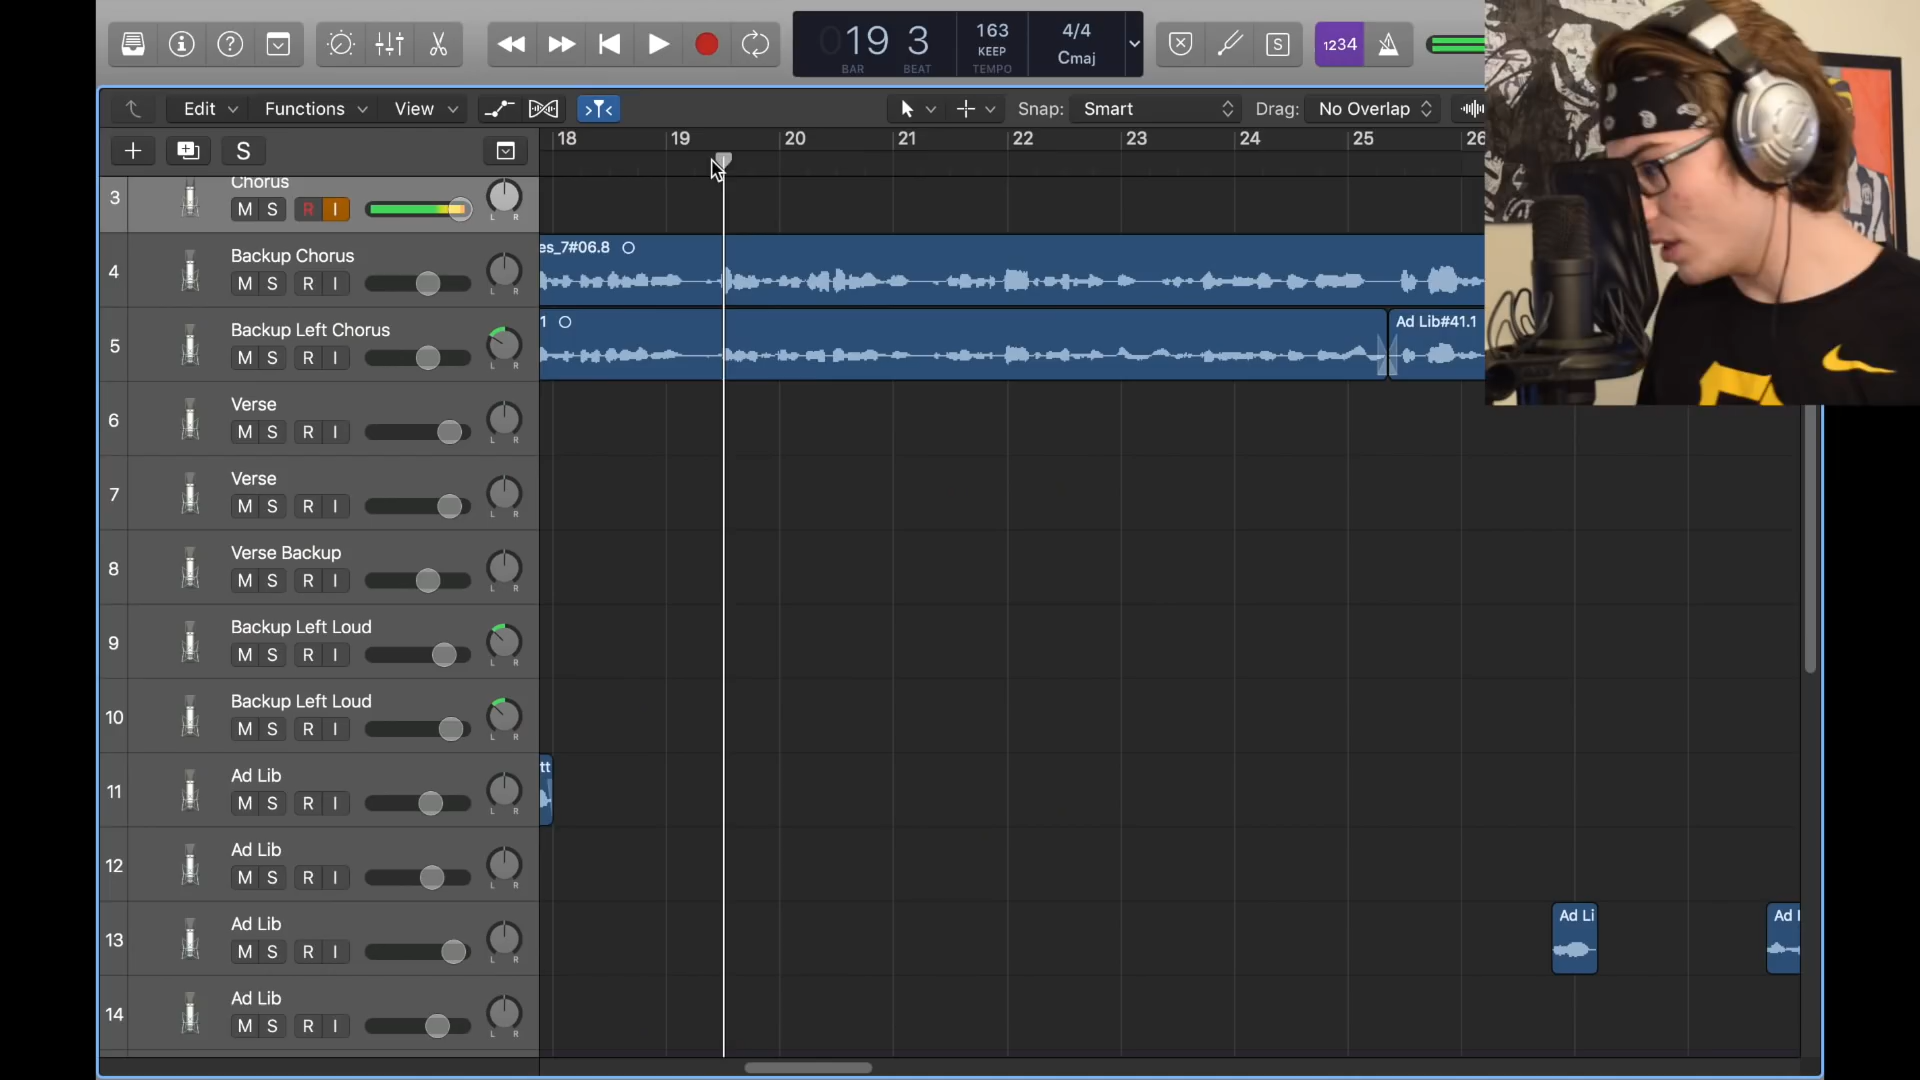 19 3
BAR BEAT
163
KEEP
TEMPO
4/4
Cmaj
S
1234
Edit
Functions
View
Snap: Smart
Drag: No Overlap
S
18 19 20 21 22 23 24 25 26
3
Chorus
M S R I
L R
4
Backup Chorus
M S R I
L R
es_7#06.8
5
Backup Left Chorus
M S R I
L R
1
Ad Lib#41.1
6
Verse
M S R I
L R
7
Verse
M S R I
L R
8
Verse Backup
M S R I
L R
9
Backup Left Loud
M S R I
L R
10
Backup Left Loud
M S R I
L R
11
Ad Lib
M S R I
L R
tt
12
Ad Lib
M S R I
L R
13
Ad Lib
M S R I
L R
Ad Li
Ad
14
Ad Lib
M S R I
L R